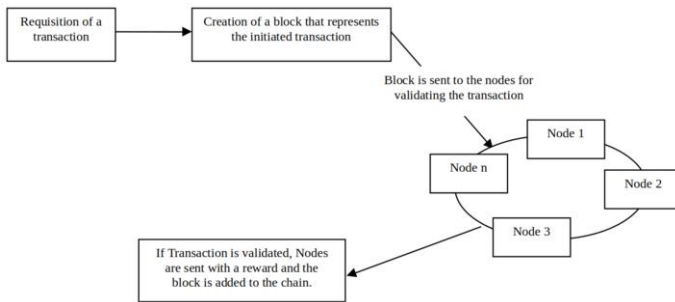 Requisition of a
transaction
Creation of a block that represents
the initiated transaction
Block is sent to the nodes for
validating the transaction
Node 1
Node n
Node 2
Node 3
If Transaction is validated, Nodes
are sent with a reward and the
block is added to the chain.